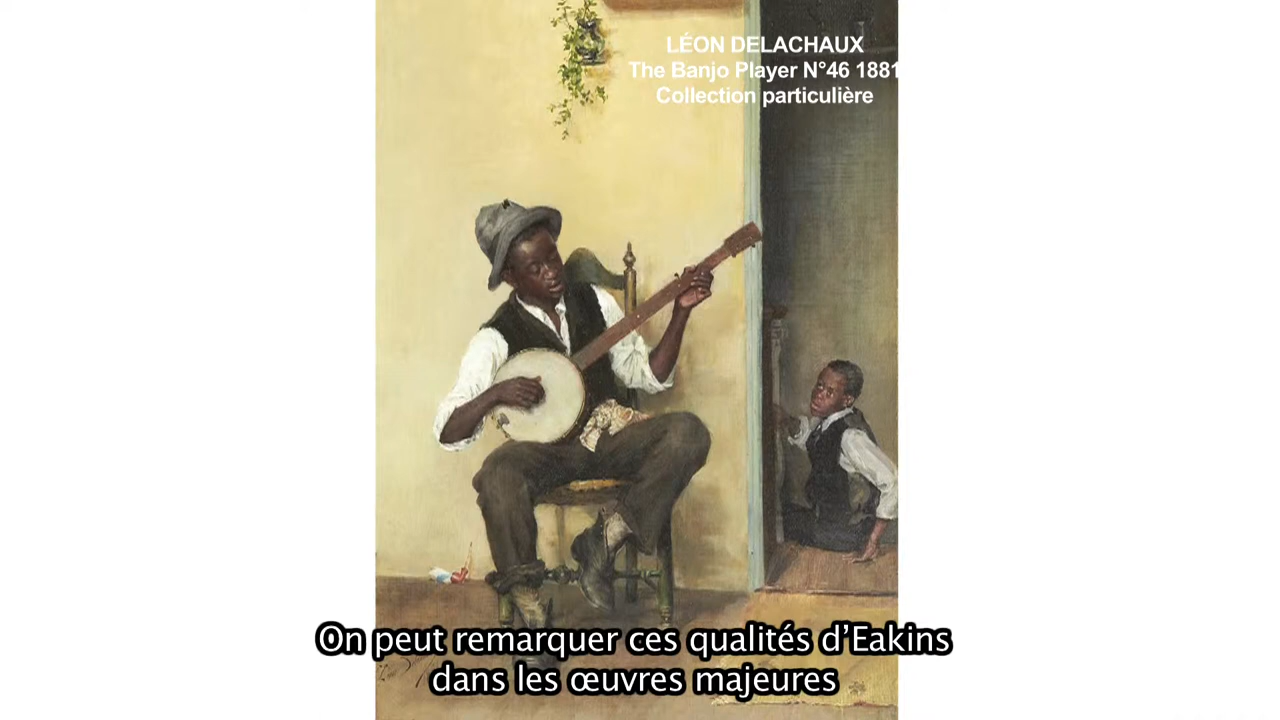 LÉON DELACHAUX
The Banjo Player N°46 1881
Collection particulière
On peut remarquer ces qualités d’Eakins
dans les œuvres majeures